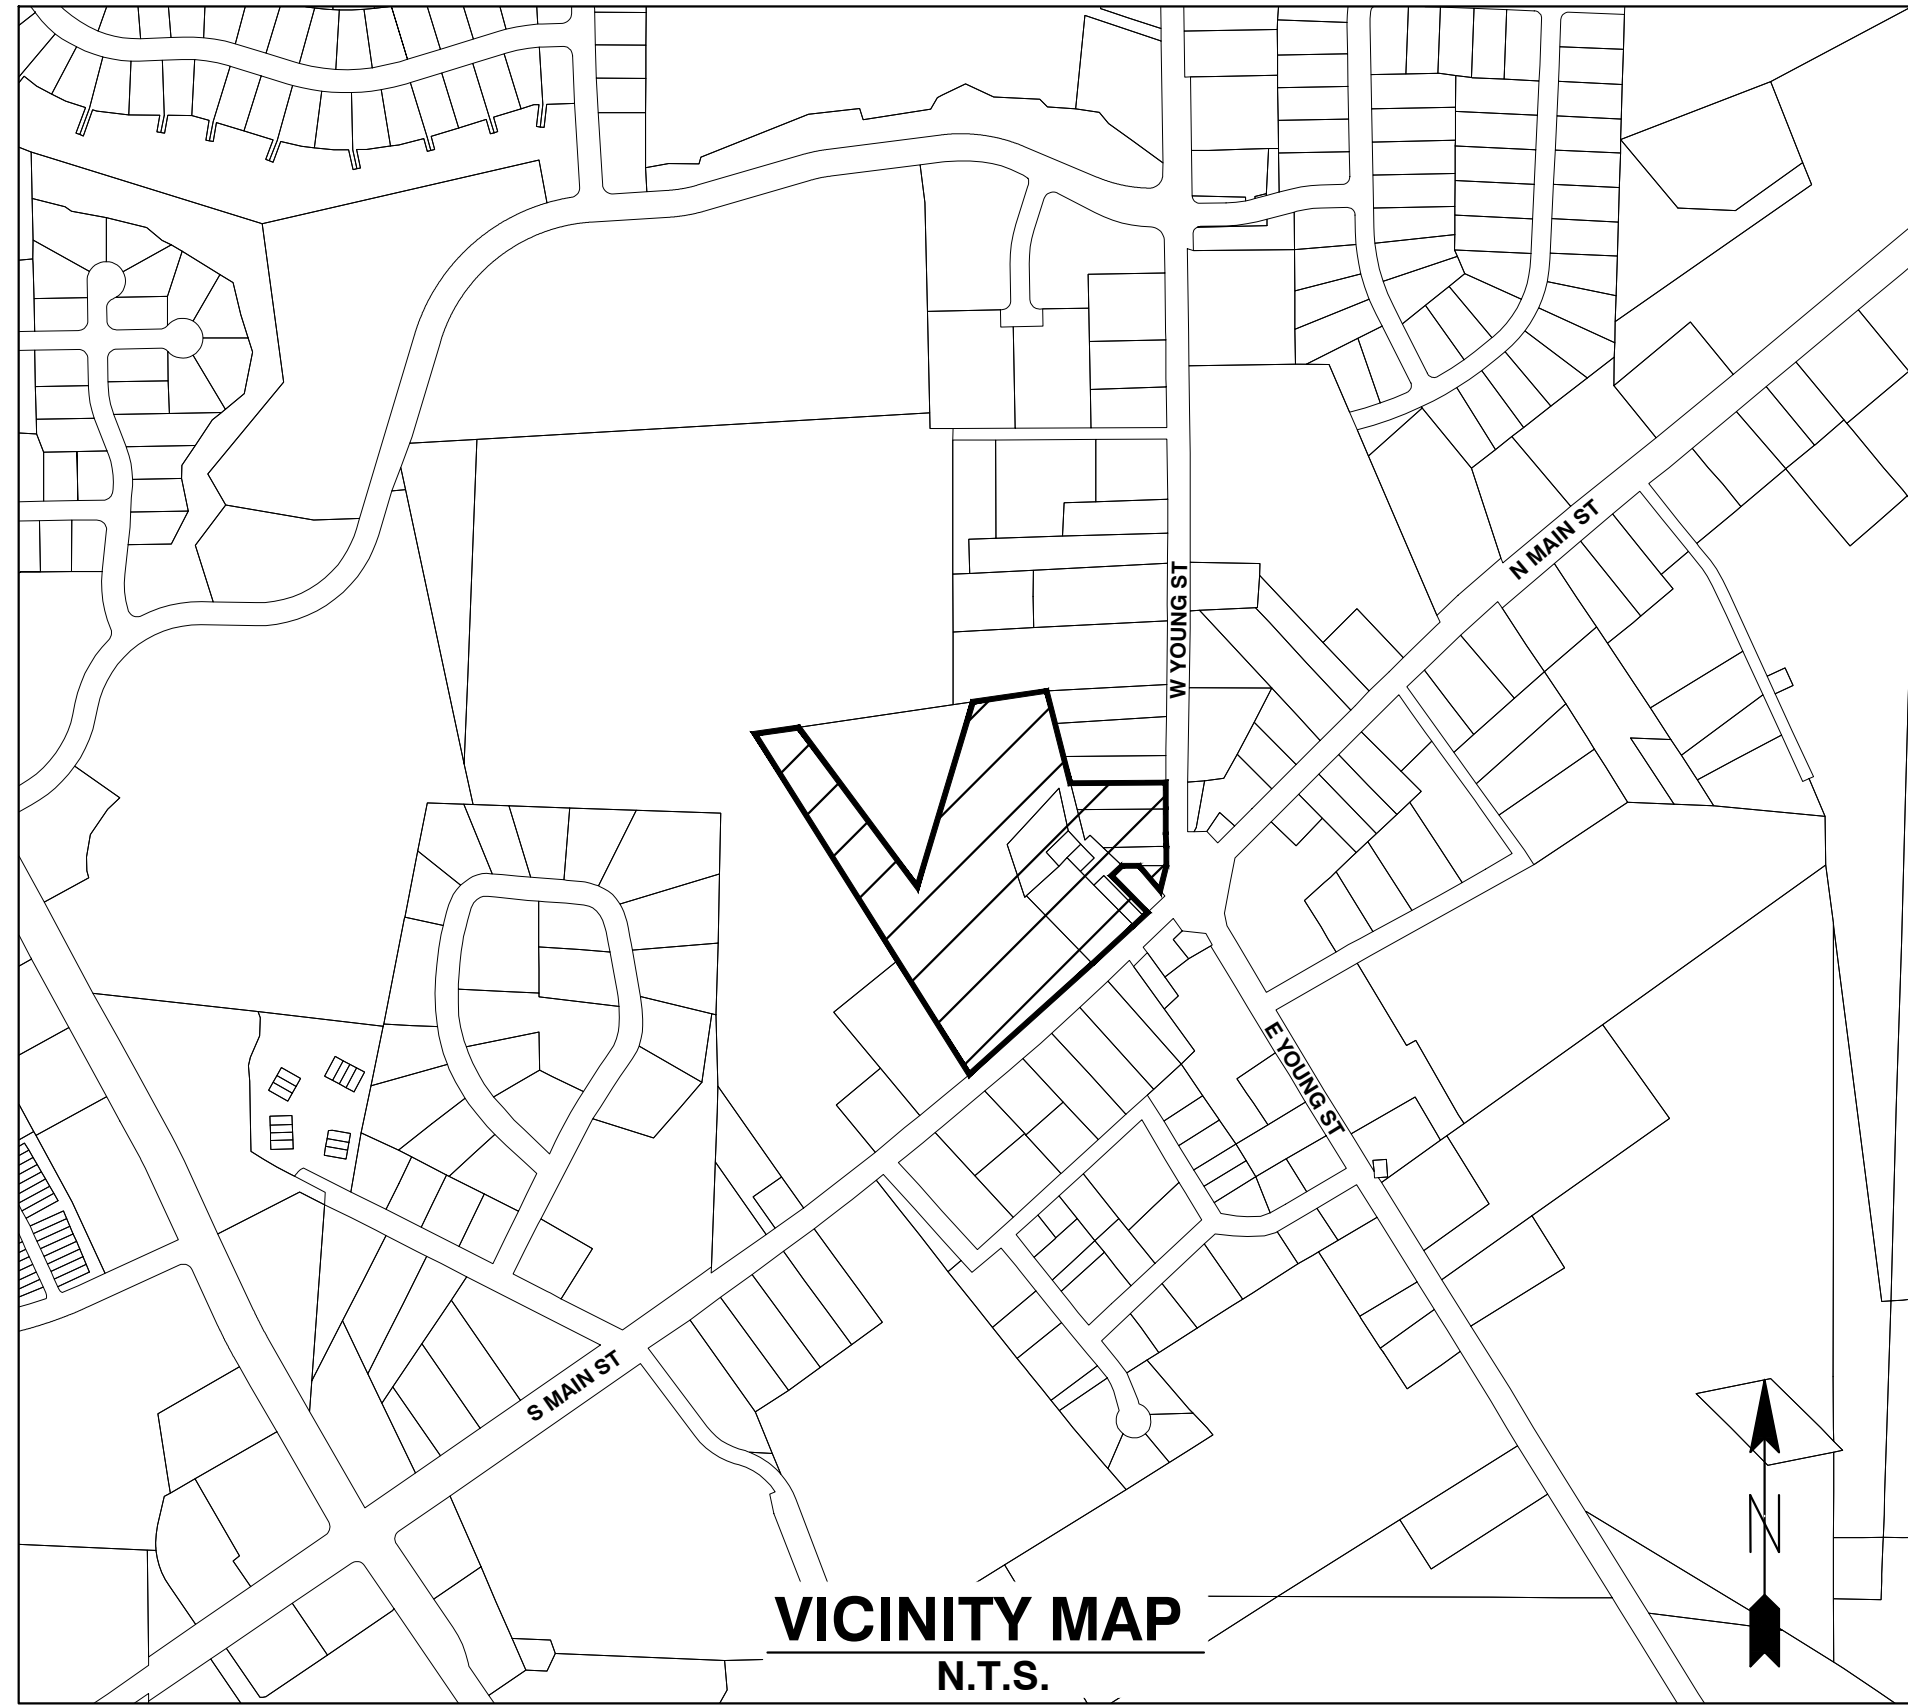 N MAIN ST
W YOUNG ST
E YOUNG ST
S MAIN ST
N
VICINITY MAP
N.T.S.